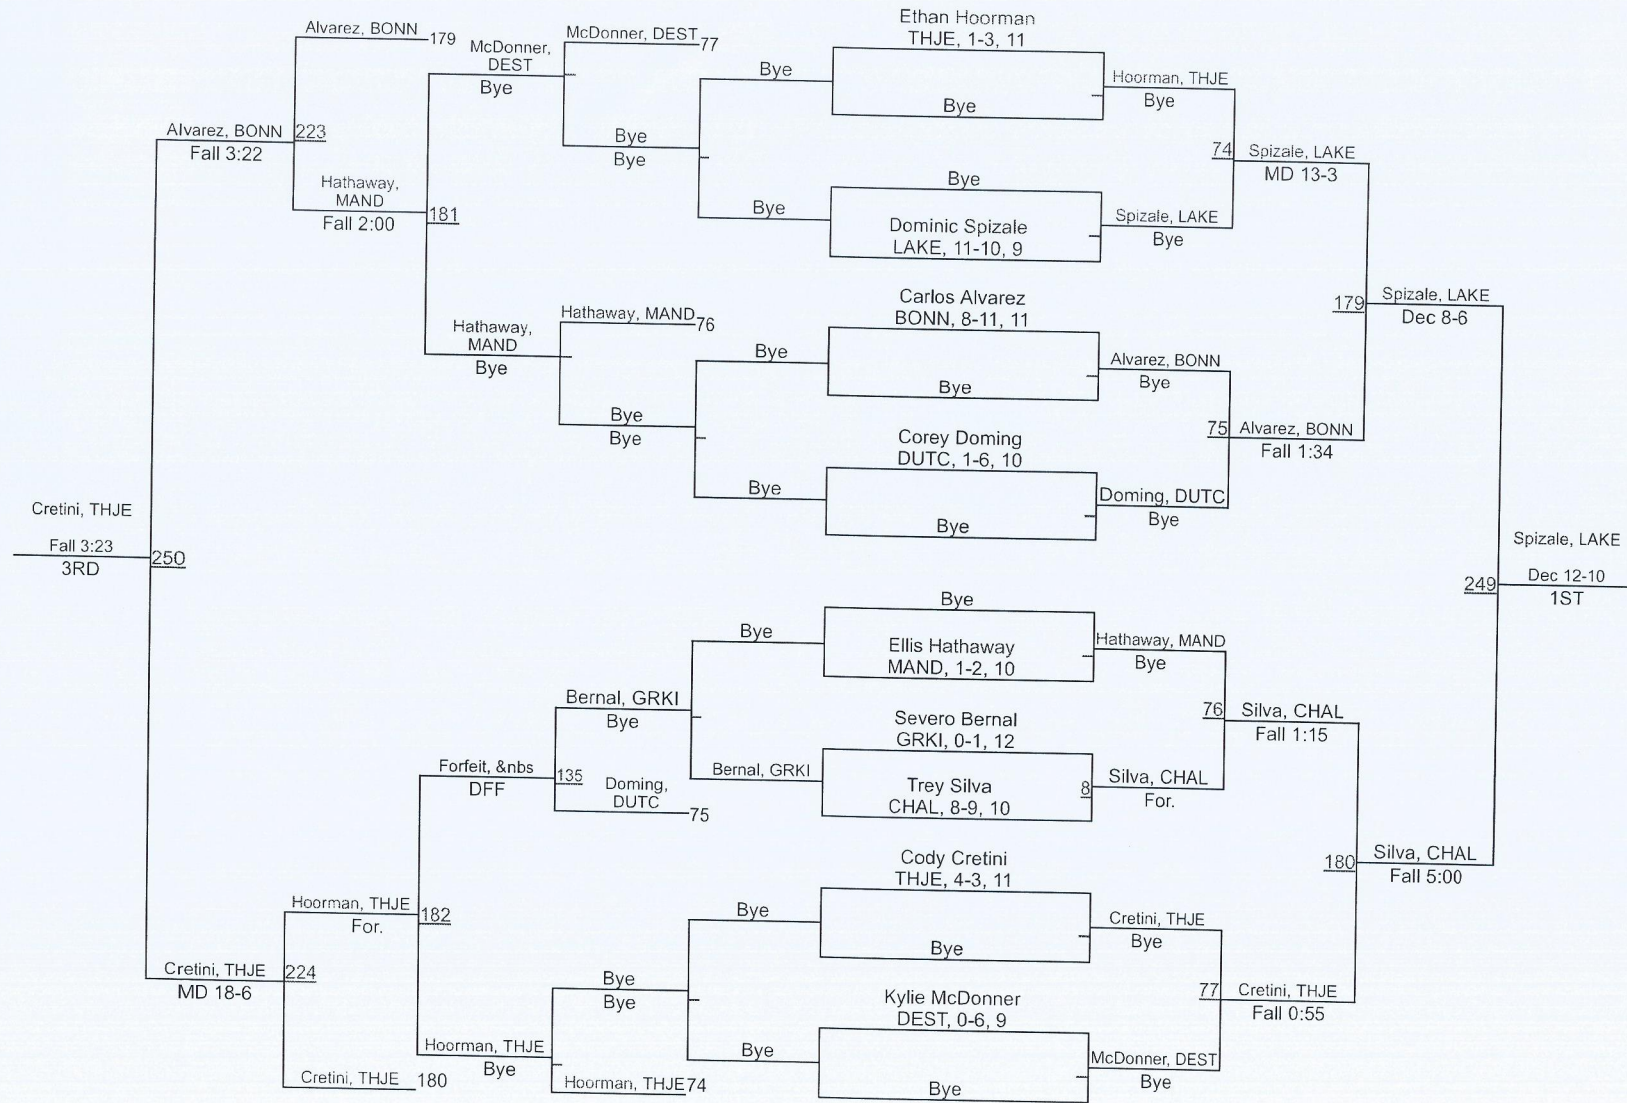 Alvarez, BONN 179
McDonner,
DEST
Bye
McDonner, DEST 77
Bye
Bye
Bye
Bye
Alvarez, BONN
Fall 3:22
223
Hathaway,
MAND
Fall 2:00
181
Hathaway,
MAND
Bye
Hathaway, MAND 76
Bye
Bye
Bye
Bye
Cretini, THJE
Fall 3:23
3RD
250
Bernal, GRKI
Bye
Bye
Bernal, GRKI
Forfeit, &nbs
DFF
135
Doming,
DUTC
75
Hoorman, THJE
For.
182
Cretini, THJE
MD 18-6
224
Bye
Bye
Bye
Bye
Hoorman, THJE
Bye
Hoorman, THJE 74
Cretini, THJE 180
Ethan Hoorman
THJE, 1-3, 11
Bye
Bye
Dominic Spizale
LAKE, 11-10, 9
Carlos Alvarez
BONN, 8-11, 11
Bye
Corey Doming
DUTC, 1-6, 10
Bye
Bye
Ellis Hathaway
MAND, 1-2, 10
Severo Bernal
GRKI, 0-1, 12
Trey Silva
CHAL, 8-9, 10
8
Cody Cretini
THJE, 4-3, 11
Bye
Kylie McDonner
DEST, 0-6, 9
Bye
Hoorman, THJE
Bye
74
Spizale, LAKE
Bye
Spizale, LAKE
MD 13-3
Alvarez, BONN
Bye
75
Doming, DUTC
Bye
Alvarez, BONN
Fall 1:34
179
Spizale, LAKE
Dec 8-6
Hathaway, MAND
Bye
76
Silva, CHAL
For.
Silva, CHAL
Fall 1:15
Cretini, THJE
Bye
77
McDonner, DEST
Bye
Cretini, THJE
Fall 0:55
180
Silva, CHAL
Fall 5:00
249
Spizale, LAKE
Dec 12-10
1ST